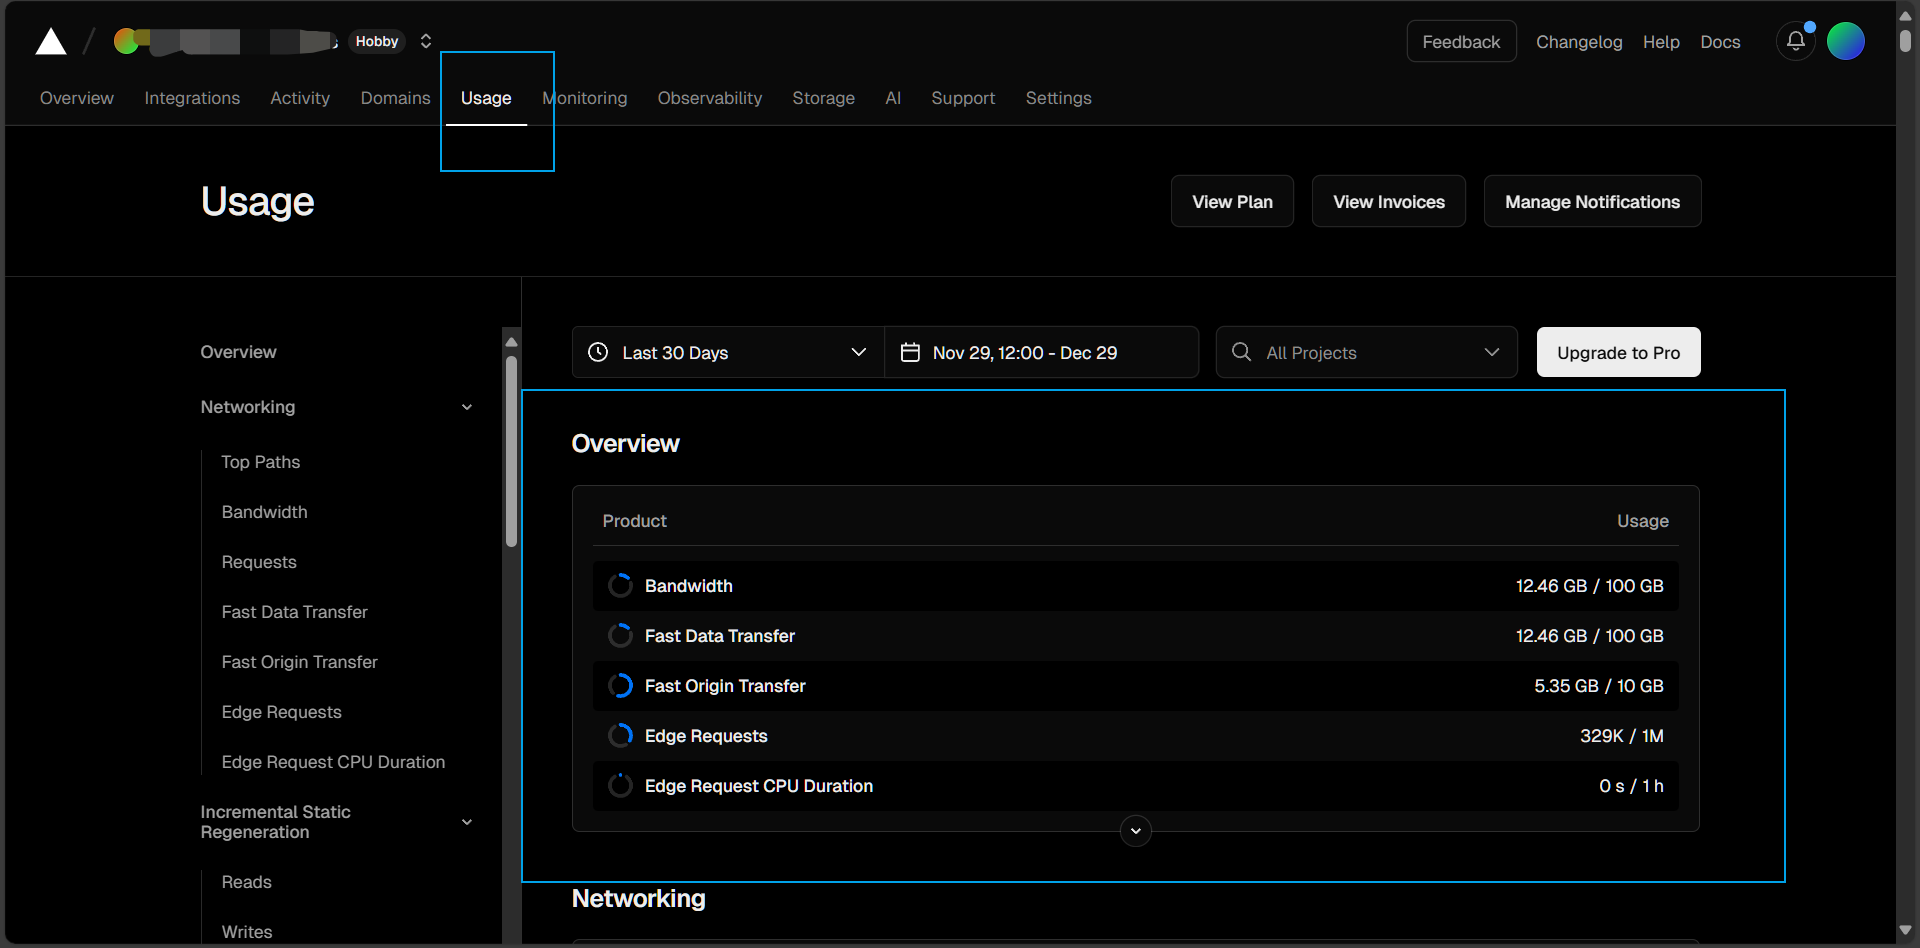 Hobby
Feedback Changelog Help Docs
Overview Integrations Activity Domains Usage Monitoring Observability Storage AI Support Settings
Usage
View Plan View Invoices Manage Notifications
Last 30 Days Nov 29, 12:00 - Dec 29 All Projects Upgrade to Pro
Overview
Networking
Top Paths
Bandwidth
Requests
Fast Data Transfer
Fast Origin Transfer
Edge Requests
Edge Request CPU Duration
Incremental Static
Regeneration
Reads
Writes
Overview
Product Usage
Bandwidth 12.46 GB / 100 GB
Fast Data Transfer 12.46 GB / 100 GB
Fast Origin Transfer 5.35 GB / 10 GB
Edge Requests 329K / 1M
Edge Request CPU Duration 0 s / 1 h
Networking